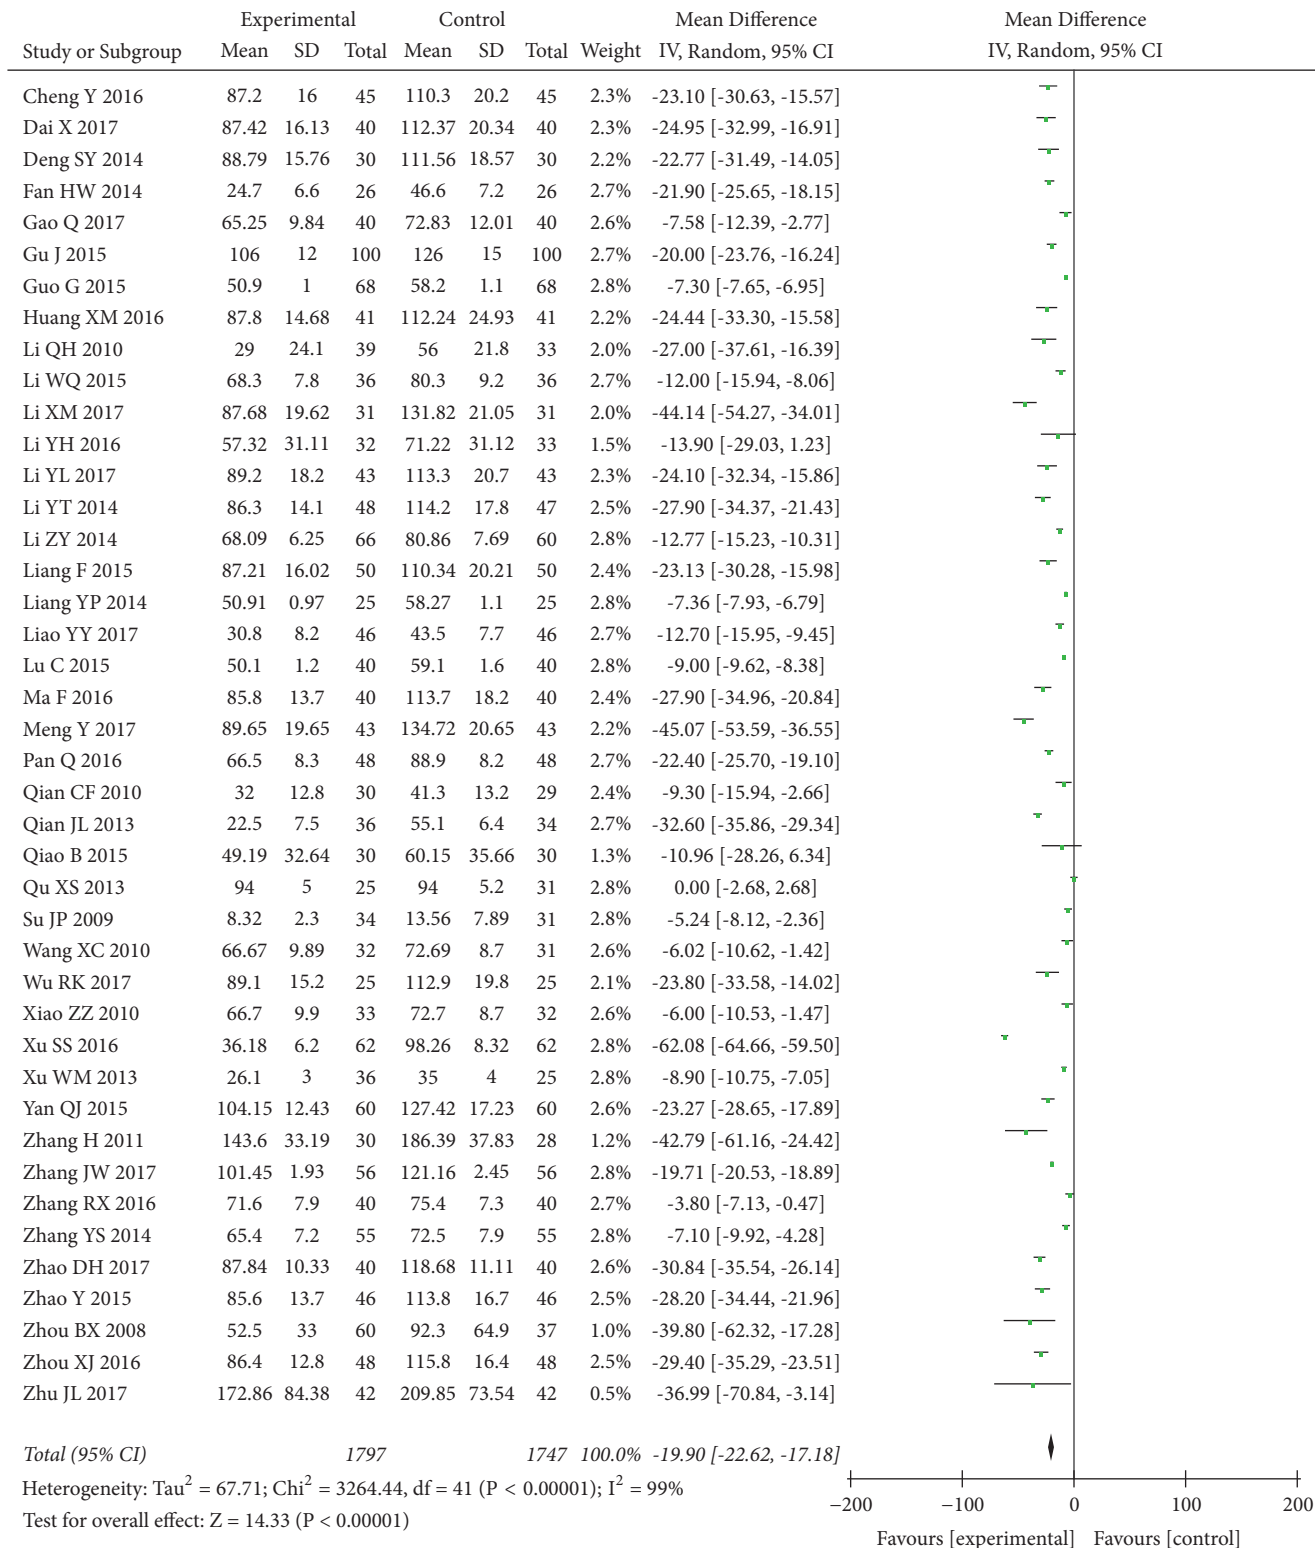 Experimental Control Mean Difference Mean Difference
Study or Subgroup Mean SD Total Mean SD Total Weight IV, Random, 95% CI IV, Random, 95% CI
Cheng Y 2016 87.2 16 45 110.3 20.2 45 2.3% -23.10 [-30.63, -15.57]
Dai X 2017 87.42 16.13 40 112.37 20.34 40 2.3% -24.95 [-32.99, -16.91]
Deng SY 2014 88.79 15.76 30 111.56 18.57 30 2.2% -22.77 [-31.49, -14.05]
Fan HW 2014 24.7 6.6 26 46.6 7.2 26 2.7% -21.90 [-25.65, -18.15]
Gao Q 2017 65.25 9.84 40 72.83 12.01 40 2.6% -7.58 [-12.39, -2.77]
Gu J 2015 106 12 100 126 15 100 2.7% -20.00 [-23.76, -16.24]
Guo G 2015 50.9 1 68 58.2 1.1 68 2.8% -7.30 [-7.65, -6.95]
Huang XM 2016 87.8 14.68 41 112.24 24.93 41 2.2% -24.44 [-33.30, -15.58]
Li QH 2010 29 24.1 39 56 21.8 33 2.0% -27.00 [-37.61, -16.39]
Li WQ 2015 68.3 7.8 36 80.3 9.2 36 2.7% -12.00 [-15.94, -8.06]
Li XM 2017 87.68 19.62 31 131.82 21.05 31 2.0% -44.14 [-54.27, -34.01]
Li YH 2016 57.32 31.11 32 71.22 31.12 33 1.5% -13.90 [-29.03, 1.23]
Li YL 2017 89.2 18.2 43 113.3 20.7 43 2.3% -24.10 [-32.34, -15.86]
Li YT 2014 86.3 14.1 48 114.2 17.8 47 2.5% -27.90 [-34.37, -21.43]
Li ZY 2014 68.09 6.25 66 80.86 7.69 60 2.8% -12.77 [-15.23, -10.31]
Liang F 2015 87.21 16.02 50 110.34 20.21 50 2.4% -23.13 [-30.28, -15.98]
Liang YP 2014 50.91 0.97 25 58.27 1.1 25 2.8% -7.36 [-7.93, -6.79]
Liao YY 2017 30.8 8.2 46 43.5 7.7 46 2.7% -12.70 [-15.95, -9.45]
Lu C 2015 50.1 1.2 40 59.1 1.6 40 2.8% -9.00 [-9.62, -8.38]
Ma F 2016 85.8 13.7 40 113.7 18.2 40 2.4% -27.90 [-34.96, -20.84]
Meng Y 2017 89.65 19.65 43 134.72 20.65 43 2.2% -45.07 [-53.59, -36.55]
Pan Q 2016 66.5 8.3 48 88.9 8.2 48 2.7% -22.40 [-25.70, -19.10]
Qian CF 2010 32 12.8 30 41.3 13.2 29 2.4% -9.30 [-15.94, -2.66]
Qian JL 2013 22.5 7.5 36 55.1 6.4 34 2.7% -32.60 [-35.86, -29.34]
Qiao B 2015 49.19 32.64 30 60.15 35.66 30 1.3% -10.96 [-28.26, 6.34]
Qu XS 2013 94 5 25 94 5.2 31 2.8% 0.00 [-2.68, 2.68]
Su JP 2009 8.32 2.3 34 13.56 7.89 31 2.8% -5.24 [-8.12, -2.36]
Wang XC 2010 66.67 9.89 32 72.69 8.7 31 2.6% -6.02 [-10.62, -1.42]
Wu RK 2017 89.1 15.2 25 112.9 19.8 25 2.1% -23.80 [-33.58, -14.02]
Xiao ZZ 2010 66.7 9.9 33 72.7 8.7 32 2.6% -6.00 [-10.53, -1.47]
Xu SS 2016 36.18 6.2 62 98.26 8.32 62 2.8% -62.08 [-64.66, -59.50]
Xu WM 2013 26.1 3 36 35 4 25 2.8% -8.90 [-10.75, -7.05]
Yan QJ 2015 104.15 12.43 60 127.42 17.23 60 2.6% -23.27 [-28.65, -17.89]
Zhang H 2011 143.6 33.19 30 186.39 37.83 28 1.2% -42.79 [-61.16, -24.42]
Zhang JW 2017 101.45 1.93 56 121.16 2.45 56 2.8% -19.71 [-20.53, -18.89]
Zhang RX 2016 71.6 7.9 40 75.4 7.3 40 2.7% -3.80 [-7.13, -0.47]
Zhang YS 2014 65.4 7.2 55 72.5 7.9 55 2.8% -7.10 [-9.92, -4.28]
Zhao DH 2017 87.84 10.33 40 118.68 11.11 40 2.6% -30.84 [-35.54, -26.14]
Zhao Y 2015 85.6 13.7 46 113.8 16.7 46 2.5% -28.20 [-34.44, -21.96]
Zhou BX 2008 52.5 33 60 92.3 64.9 37 1.0% -39.80 [-62.32, -17.28]
Zhou XJ 2016 86.4 12.8 48 115.8 16.4 48 2.5% -29.40 [-35.29, -23.51]
Zhu JL 2017 172.86 84.38 42 209.85 73.54 42 0.5% -36.99 [-70.84, -3.14]
Total (95% CI) 1797 1747 100.0% -19.90 [-22.62, -17.18]
Heterogeneity: Tau² = 67.71; Chi² = 3264.44, df = 41 (P < 0.00001); I² = 99%
Test for overall effect: Z = 14.33 (P < 0.00001)
−200 −100 0 100 200
Favours [experimental] Favours [control]